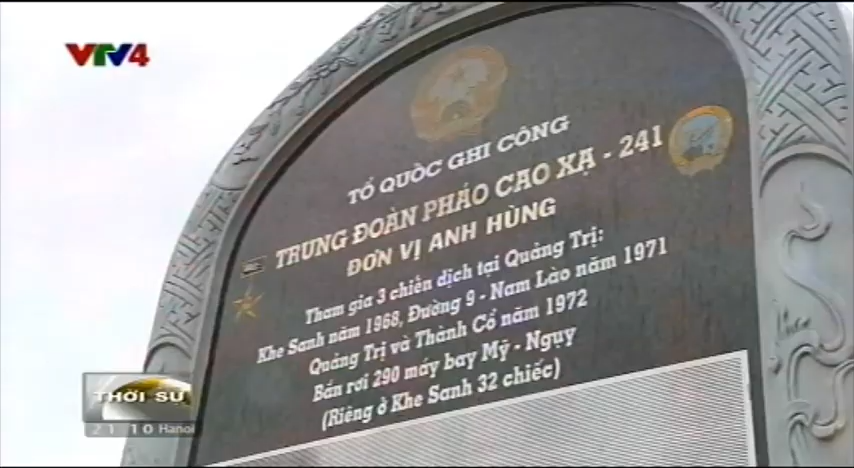 VTV4
TỔ QUỐC GHI CÔNG
TRUNG ĐOÀN PHÁO CAO XẠ - 241
ĐƠN VỊ ANH HÙNG
Tham gia 3 chiến dịch tại Quảng Trị:
Khe Sanh năm 1968, Đường 9 - Nam Lào năm 1971
Quảng Trị và Thành Cổ năm 1972
Bắn rơi 290 máy bay Mỹ - Ngụy
(Riêng ở Khe Sanh 32 chiếc)
THỜI SỰ
21 10 Hanoi